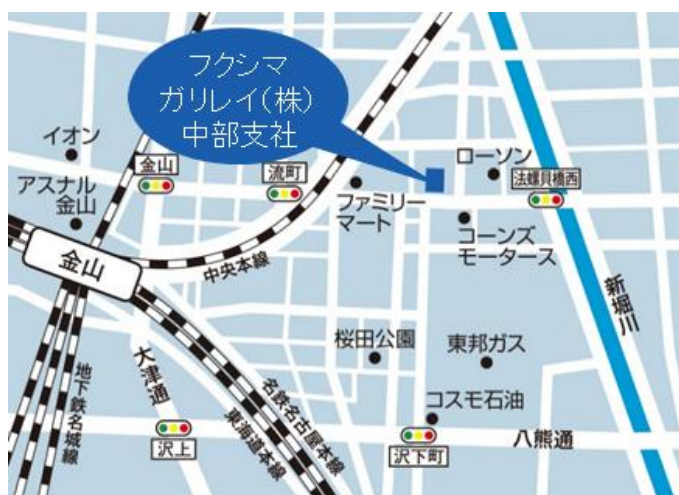 フクシマ
ガリレイ(株)
中部支社
イオン
金山
流町
ローソン
法螺貝橋西
アスナル
金山
ファミリー
マート
コーンズ
モータース
金山
中央本線
新堀川
桜田公園
東邦ガス
大津通
地下鉄名城線
名鉄名古屋本線
東海道本線
コスモ石油
沢上
沢下町
八熊通